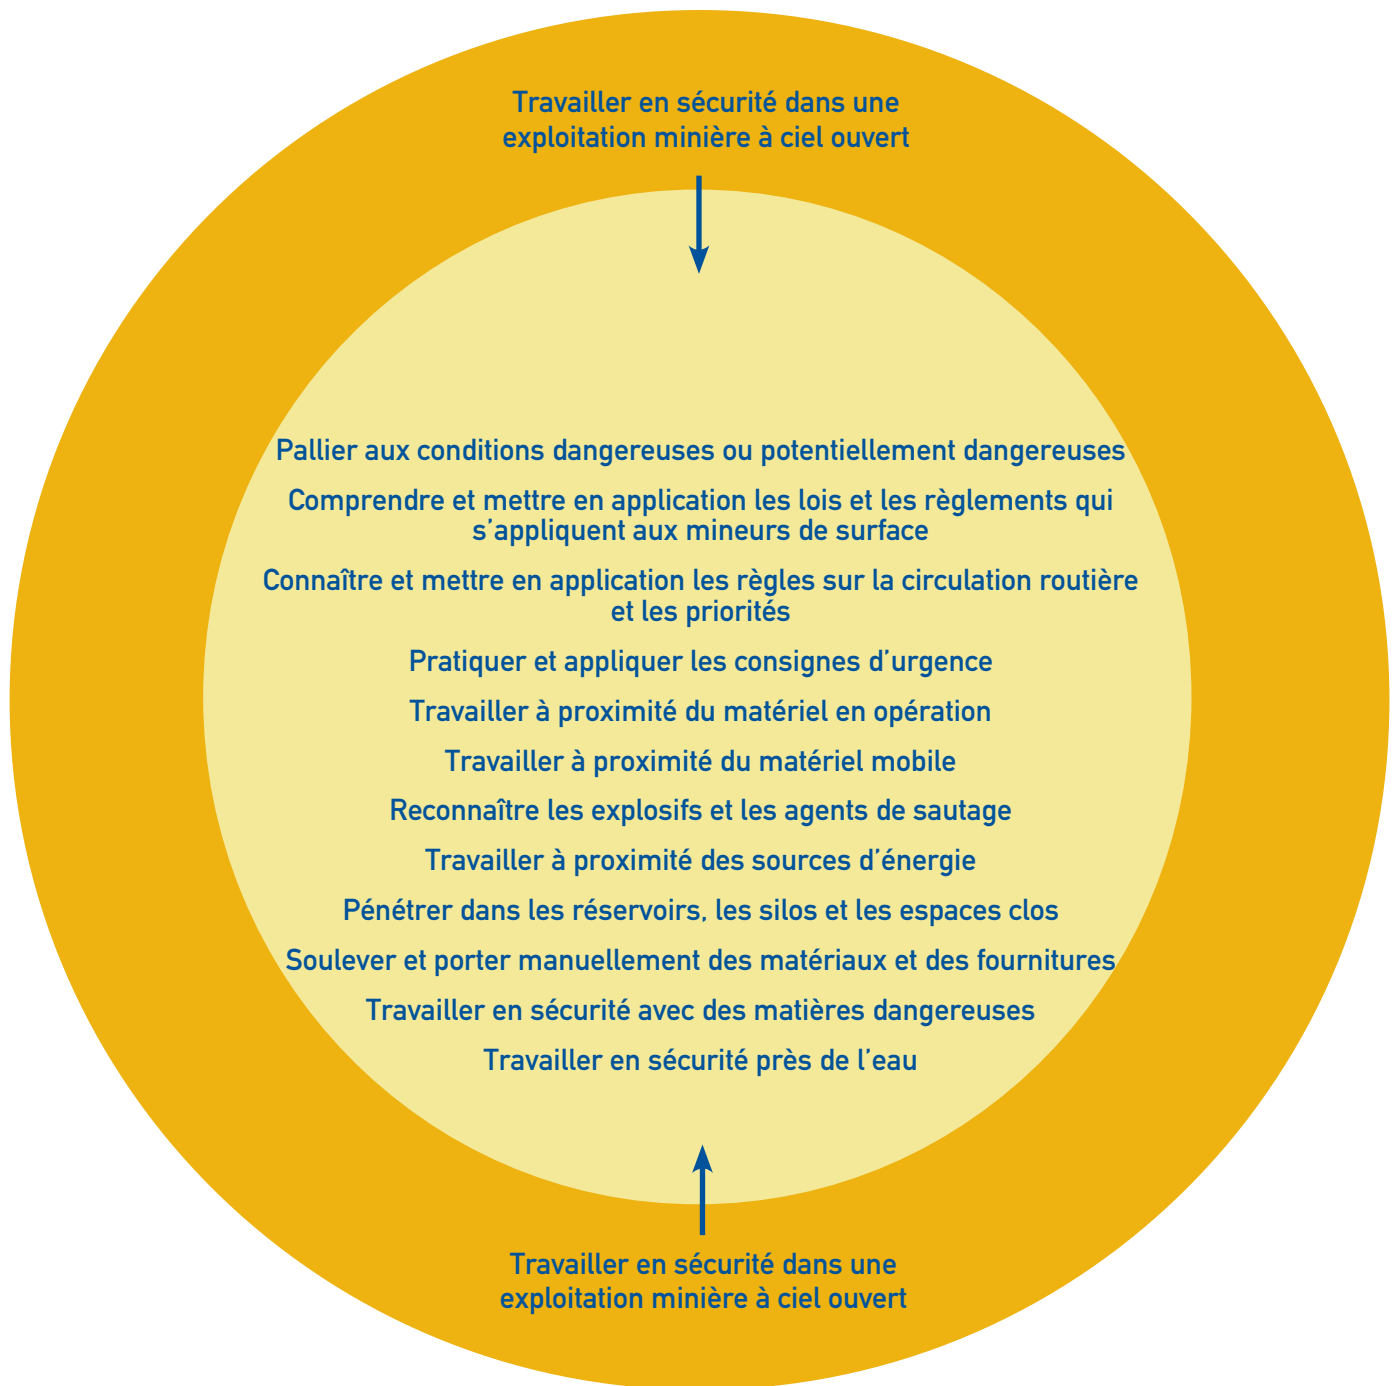 Travailler en sécurité dans une
exploitation minière à ciel ouvert
Pallier aux conditions dangereuses ou potentiellement dangereuses
Comprendre et mettre en application les lois et les règlements qui
s’appliquent aux mineurs de surface
Connaître et mettre en application les règles sur la circulation routière
et les priorités
Pratiquer et appliquer les consignes d’urgence
Travailler à proximité du matériel en opération
Travailler à proximité du matériel mobile
Reconnaître les explosifs et les agents de sautage
Travailler à proximité des sources d’énergie
Pénétrer dans les réservoirs, les silos et les espaces clos
Soulever et porter manuellement des matériaux et des fournitures
Travailler en sécurité avec des matières dangereuses
Travailler en sécurité près de l’eau
Travailler en sécurité dans une
exploitation minière à ciel ouvert